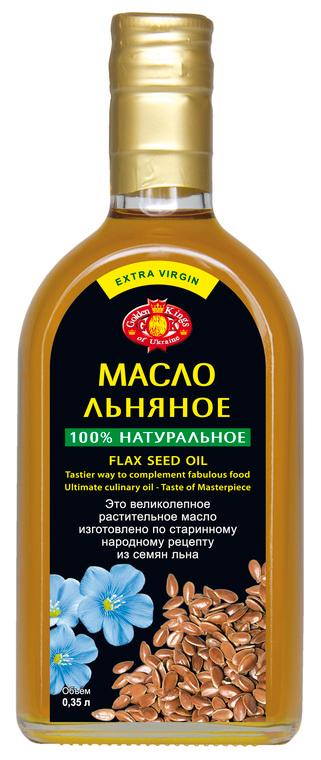 EXTRA VIRGIN
Golden Kings
of Ukraine
МАСЛО
ЛЬНЯНОЕ
100% НАТУРАЛЬНОЕ
FLAX SEED OIL
Tastier way to complement fabulous food
Ultimate culinary oil - Taste of Masterpiece
Это великолепное
растительное масло
изготовлено по старинному
народному рецепту
из семян льна
Объем
0,35 л